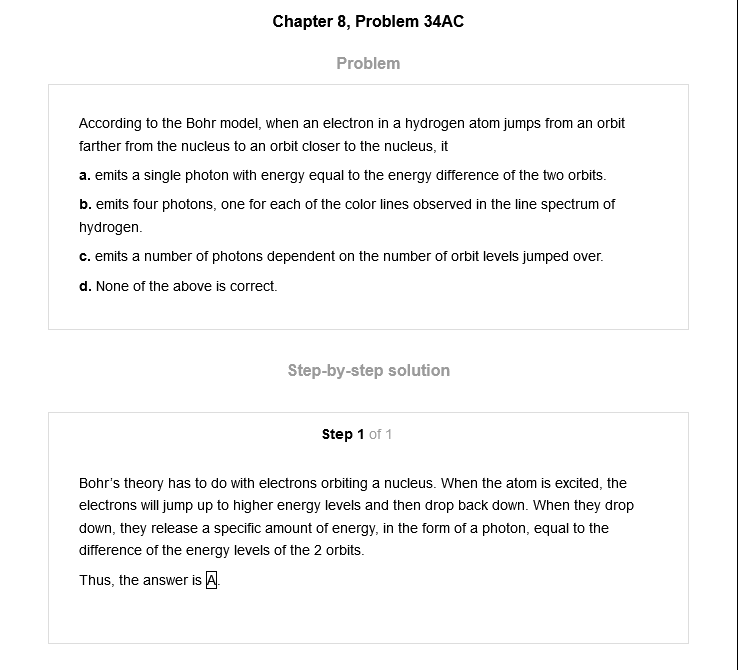 Chapter 8, Problem 34AC
Problem
According to the Bohr model, when an electron in a hydrogen atom jumps from an orbit
farther from the nucleus to an orbit closer to the nucleus, it
a. emits a single photon with energy equal to the energy difference of the two orbits.
b. emits four photons, one for each of the color lines observed in the line spectrum of
hydrogen.
c. emits a number of photons dependent on the number of orbit levels jumped over.
d. None of the above is correct.
Step-by-step solution
Step 1 of 1
Bohr's theory has to do with electrons orbiting a nucleus. When the atom is excited, the
electrons will jump up to higher energy levels and then drop back down. When they drop
down, they release a specific amount of energy, in the form of a photon, equal to the
difference of the energy levels of the 2 orbits.
Thus, the answer is A.